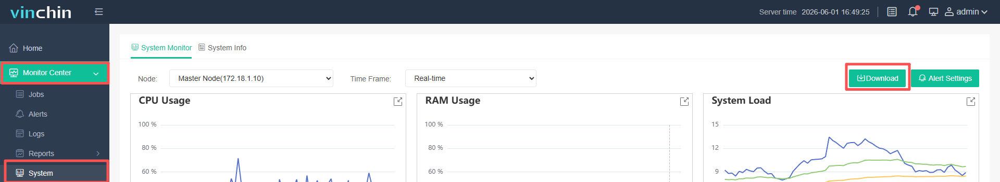 vinchin
Server time 2026-06-01 16:49:25
admin
Home
Monitor Center
Jobs
Alerts
Logs
Reports
System
System Monitor
System Info
Node: Master Node(172.18.1.10)
Time Frame: Real-time
Download
Alert Settings
CPU Usage
100 %
80 %
60 %
RAM Usage
100 %
80 %
60 %
System Load
15
12
9